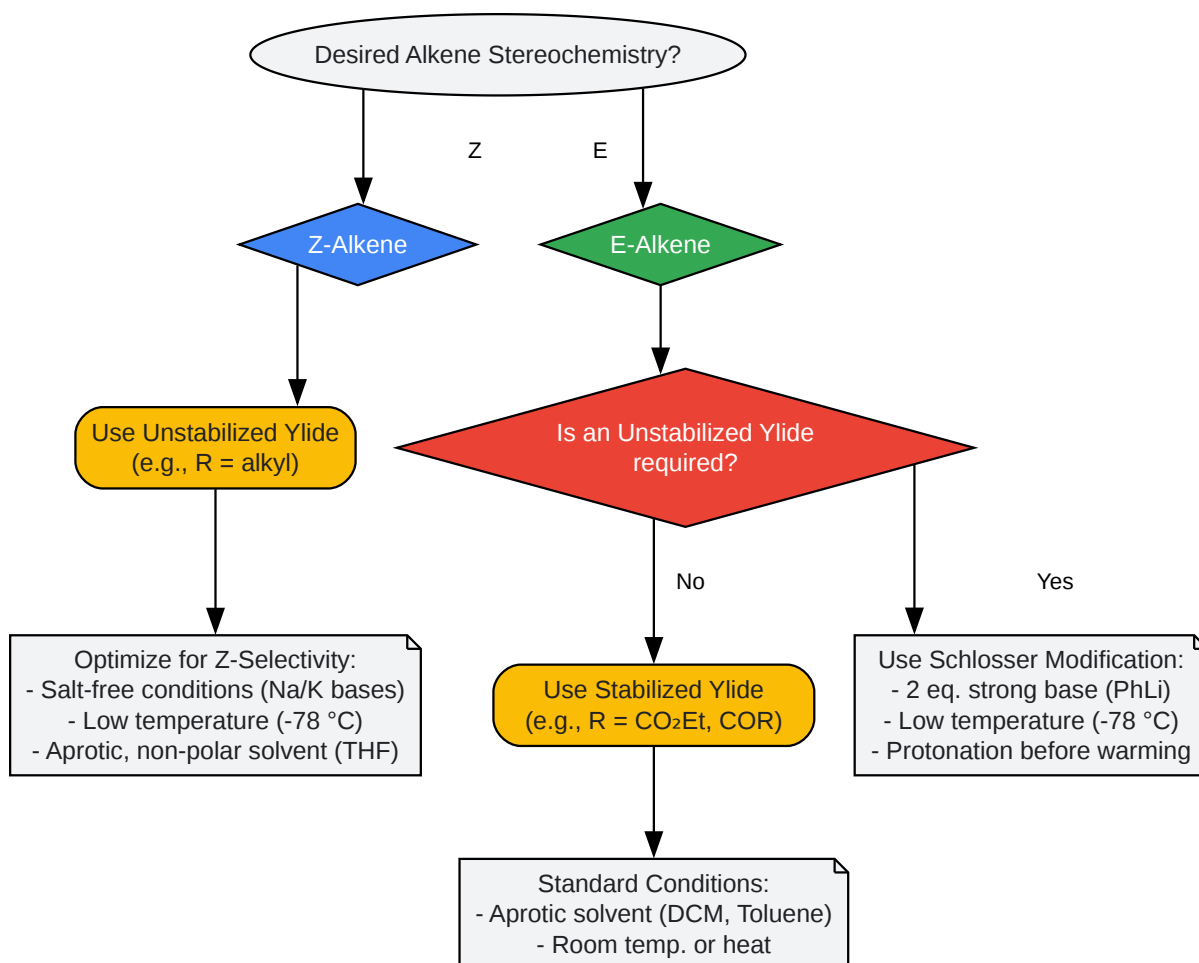 Desired Alkene Stereochemistry?
Z
E
Z-Alkene
E-Alkene
Use Unstabilized Ylide
(e.g., R = alkyl)
Is an Unstabilized Ylide
required?
No
Yes
Optimize for Z-Selectivity:
- Salt-free conditions (Na/K bases)
- Low temperature (-78 °C)
- Aprotic, non-polar solvent (THF)
Use Stabilized Ylide
(e.g., R = CO₂Et, COR)
Use Schlosser Modification:
- 2 eq. strong base (PhLi)
- Low temperature (-78 °C)
- Protonation before warming
Standard Conditions:
- Aprotic solvent (DCM, Toluene)
- Room temp. or heat